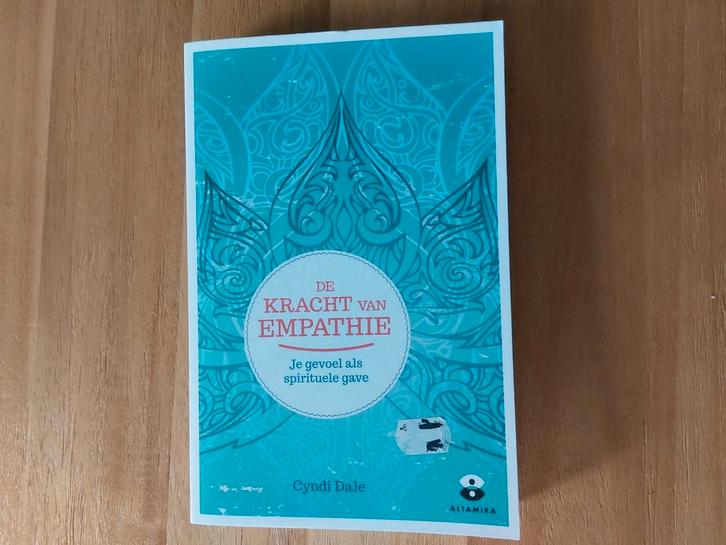 DE
KRACHT VAN
EMPATHIE
Je gevoel als
spirituele gave
Cyndi Dale
ALTAMIRA